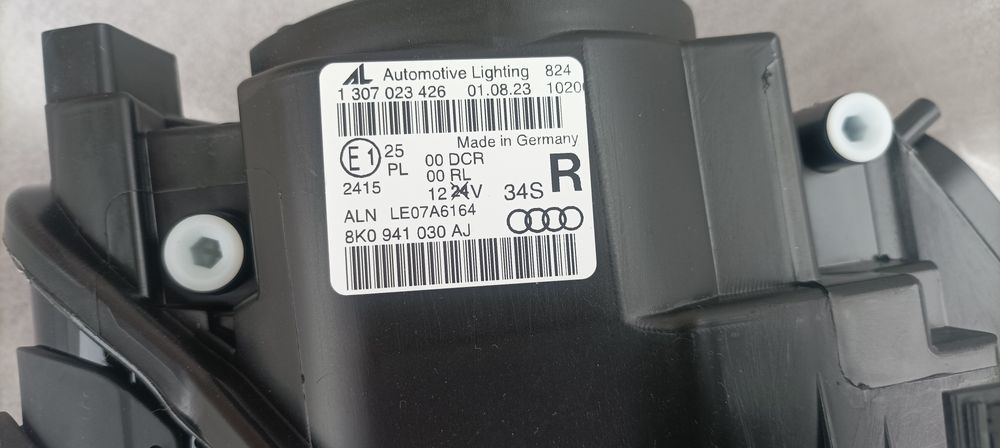 AL Automotive Lighting 824
1 307 023 426 01.08.23 1020
Made in Germany
E1 25 00 DCR
PL 00 RL
2415 12 24V 34S R
ALN LE07A6164
8K0 941 030 AJ